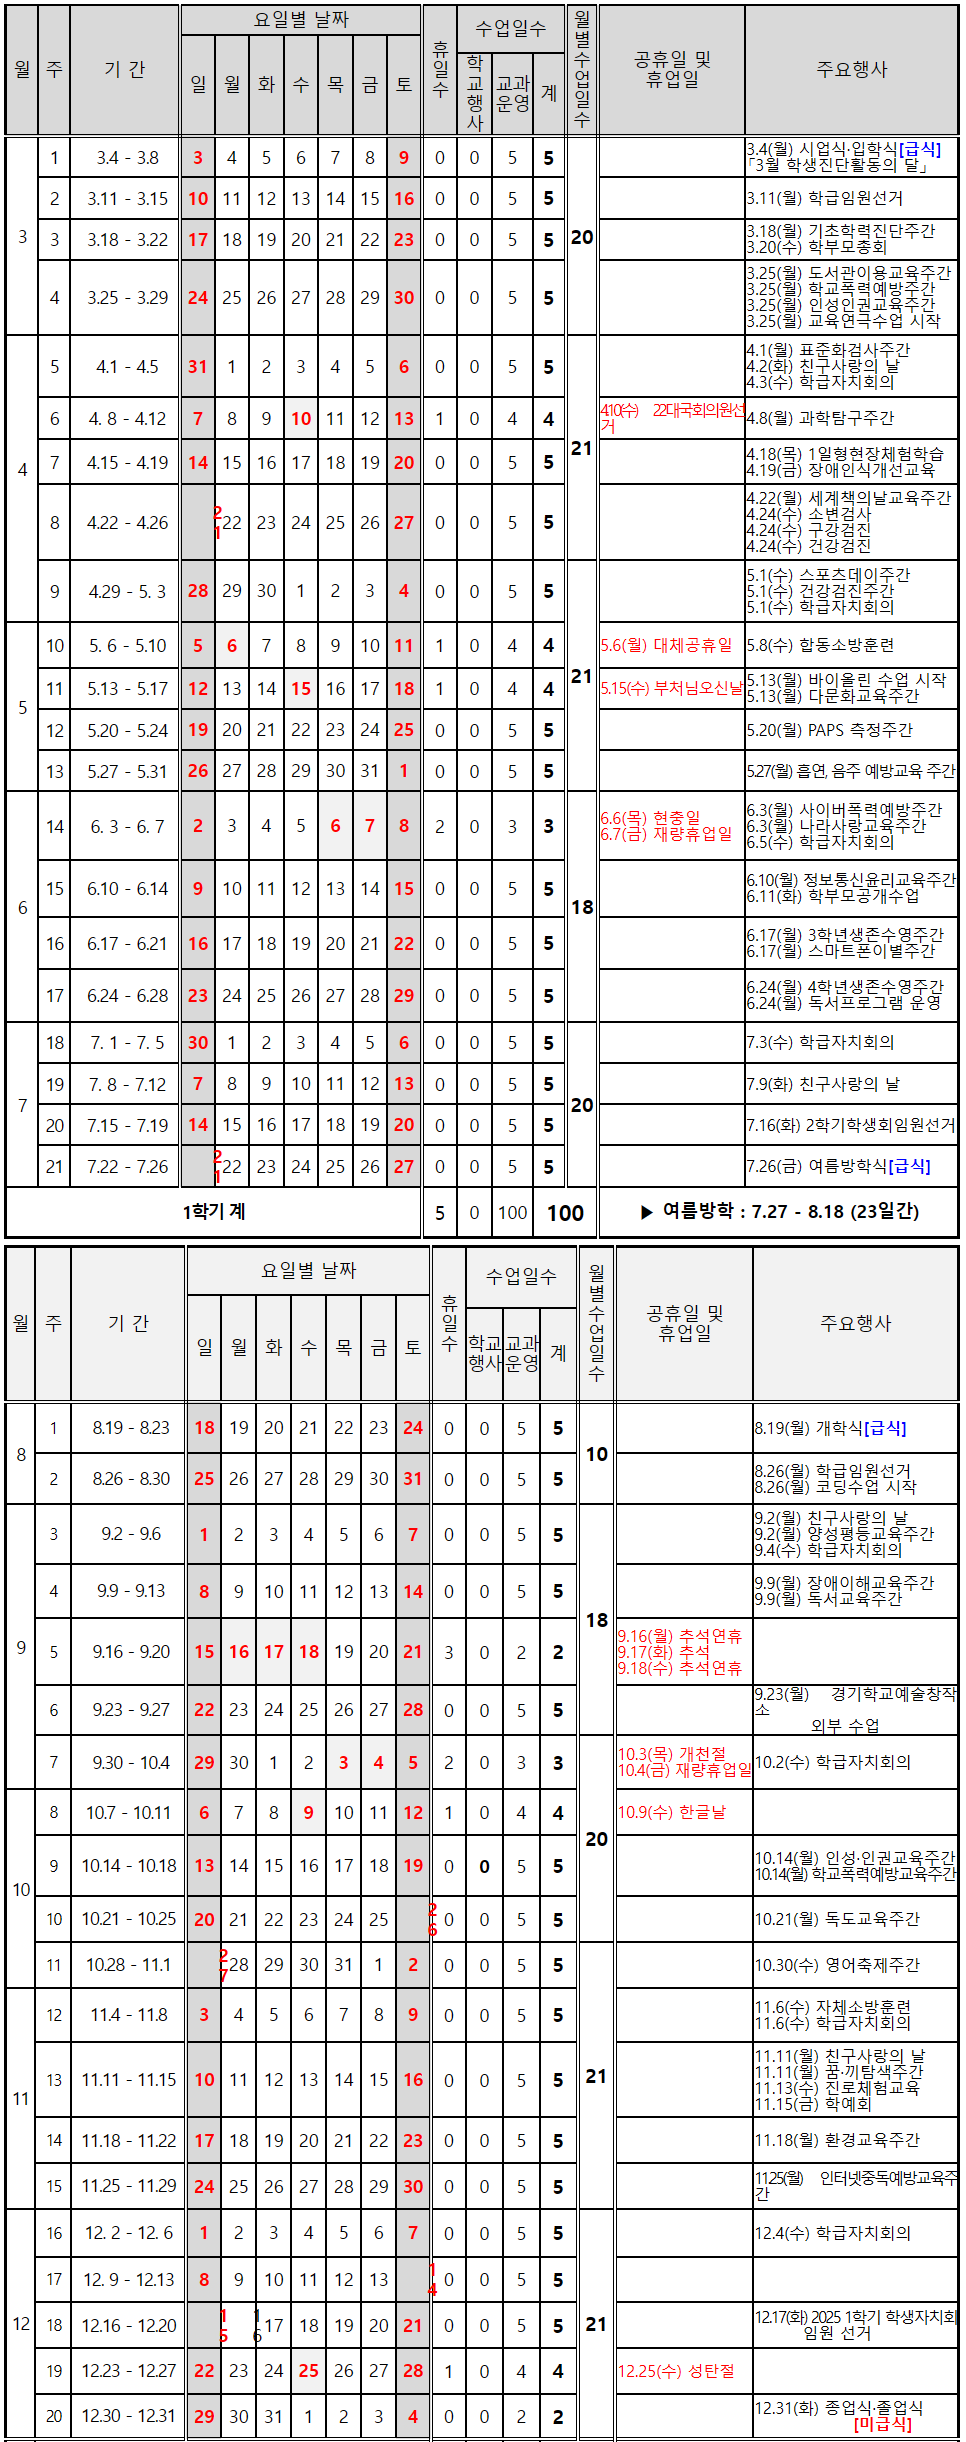 월 주 기 간 요일별 날짜 휴일수 수업일수 월별수업일수 공휴일 및 휴업일 주요행사
일 월 화 수 목 금 토 학교행사 교과운영 계
3 1 3.4 - 3.8 3 4 5 6 7 8 9 0 0 5 5 20 3.4(월) 시업식·입학식[급식]
「3월 학생진단활동의 달」
2 3.11 - 3.15 10 11 12 13 14 15 16 0 0 5 5 3.11(월) 학급임원선거
3 3.18 - 3.22 17 18 19 20 21 22 23 0 0 5 5 3.18(월) 기초학력진단주간
3.20(수) 학부모총회
4 3.25 - 3.29 24 25 26 27 28 29 30 0 0 5 5 3.25(월) 도서관이용교육주간
3.25(월) 학교폭력예방주간
3.25(월) 인성인권교육주간
3.25(월) 교육연극수업 시작
4 5 4.1 - 4.5 31 1 2 3 4 5 6 0 0 5 5 21 4.1(월) 표준화검사주간
4.2(화) 친구사랑의 날
4.3(수) 학급자치회의
6 4. 8 - 4.12 7 8 9 10 11 12 13 1 0 4 4 4.10(수) 22대국회의원선거 4.8(월) 과학탐구주간
7 4.15 - 4.19 14 15 16 17 18 19 20 0 0 5 5 4.18(목) 1일형현장체험학습
4.19(금) 장애인식개선교육
8 4.22 - 4.26 21 22 23 24 25 26 27 0 0 5 5 4.22(월) 세계책의날교육주간
4.24(수) 소변검사
4.24(수) 구강검진
4.24(수) 건강검진
9 4.29 - 5. 3 28 29 30 1 2 3 4 0 0 5 5 21 5.1(수) 스포츠데이주간
5.1(수) 건강검진주간
5.1(수) 학급자치회의
5 10 5. 6 - 5.10 5 6 7 8 9 10 11 1 0 4 4 5.6(월) 대체공휴일 5.8(수) 합동소방훈련
11 5.13 - 5.17 12 13 14 15 16 17 18 1 0 4 4 5.15(수) 부처님오신날 5.13(월) 바이올린 수업 시작
5.13(월) 다문화교육주간
12 5.20 - 5.24 19 20 21 22 23 24 25 0 0 5 5 5.20(월) PAPS 측정주간
13 5.27 - 5.31 26 27 28 29 30 31 1 0 0 5 5 5.27(월) 흡연, 음주 예방교육 주간
6 14 6. 3 - 6. 7 2 3 4 5 6 7 8 2 0 3 3 18 6.6(목) 현충일 6.3(월) 사이버폭력예방주간
6.7(금) 재량휴업일 6.3(월) 나라사랑교육주간
6.5(수) 학급자치회의
15 6.10 - 6.14 9 10 11 12 13 14 15 0 0 5 5 6.10(월) 정보통신윤리교육주간
6.11(화) 학부모공개수업
16 6.17 - 6.21 16 17 18 19 20 21 22 0 0 5 5 6.17(월) 3학년생존수영주간
6.17(월) 스마트폰이별주간
17 6.24 - 6.28 23 24 25 26 27 28 29 0 0 5 5 6.24(월) 4학년생존수영주간
6.24(월) 독서프로그램 운영
7 18 7. 1 - 7. 5 30 1 2 3 4 5 6 0 0 5 5 20 7.3(수) 학급자치회의
19 7. 8 - 7.12 7 8 9 10 11 12 13 0 0 5 5 7.9(화) 친구사랑의 날
20 7.15 - 7.19 14 15 16 17 18 19 20 0 0 5 5 7.16(화) 2학기학생회임원선거
21 7.22 - 7.26 21 22 23 24 25 26 27 0 0 5 5 7.26(금) 여름방학식[급식]
1학기 계 5 0 100 100 ▶ 여름방학 : 7.27 - 8.18 (23일간)
월 주 기 간 요일별 날짜 휴일수 수업일수 월별수업일수 공휴일 및 휴업일 주요행사
일 월 화 수 목 금 토 학교행사 교과운영 계
8 1 8.19 - 8.23 18 19 20 21 22 23 24 0 0 5 5 10 8.19(월) 개학식[급식]
2 8.26 - 8.30 25 26 27 28 29 30 31 0 0 5 5 8.26(월) 학급임원선거
8.26(월) 코딩수업 시작
9 3 9.2 - 9.6 1 2 3 4 5 6 7 0 0 5 5 18 9.2(월) 친구사랑의 날
9.2(월) 양성평등교육주간
9.4(수) 학급자치회의
4 9.9 - 9.13 8 9 10 11 12 13 14 0 0 5 5 9.9(월) 장애이해교육주간
9.9(월) 독서교육주간
5 9.16 - 9.20 15 16 17 18 19 20 21 3 0 2 2 9.16(월) 추석연휴
9.17(화) 추석
9.18(수) 추석연휴
6 9.23 - 9.27 22 23 24 25 26 27 28 0 0 5 5 9.23(월) 경기학교예술창작소
외부 수업
7 9.30 - 10.4 29 30 1 2 3 4 5 2 0 3 3 20 10.3(목) 개천절
10.4(금) 재량휴업일 10.2(수) 학급자치회의
10 8 10.7 - 10.11 6 7 8 9 10 11 12 1 0 4 4 10.9(수) 한글날
9 10.14 - 10.18 13 14 15 16 17 18 19 0 0 5 5 10.14(월) 인성·인권교육주간
10.14(월) 학교폭력예방교육주간
10 10.21 - 10.25 20 21 22 23 24 25 26 0 0 5 5 10.21(월) 독도교육주간
11 10.28 - 11.1 27 28 29 30 31 1 2 0 0 5 5 21 10.30(수) 영어축제주간
11 12 11.4 - 11.8 3 4 5 6 7 8 9 0 0 5 5 11.6(수) 자체소방훈련
11.6(수) 학급자치회의
13 11.11 - 11.15 10 11 12 13 14 15 16 0 0 5 5 11.11(월) 친구사랑의 날
11.11(월) 꿈·끼탐색주간
11.13(수) 진로체험교육
11.15(금) 학예회
14 11.18 - 11.22 17 18 19 20 21 22 23 0 0 5 5 11.18(월) 환경교육주간
15 11.25 - 11.29 24 25 26 27 28 29 30 0 0 5 5 11.25(월) 인터넷중독예방교육주간
12 16 12. 2 - 12. 6 1 2 3 4 5 6 7 0 0 5 5 21 12.4(수) 학급자치회의
17 12. 9 - 12.13 8 9 10 11 12 13 14 0 0 5 5
18 12.16 - 12.20 15 16 17 18 19 20 21 0 0 5 5 12.17(화) 2025 1학기 학생자치회
임원 선거
19 12.23 - 12.27 22 23 24 25 26 27 28 1 0 4 4 12.25(수) 성탄절
20 12.30 - 12.31 29 30 31 1 2 3 4 0 0 2 2 12.31(화) 종업식·졸업식
[미급식]